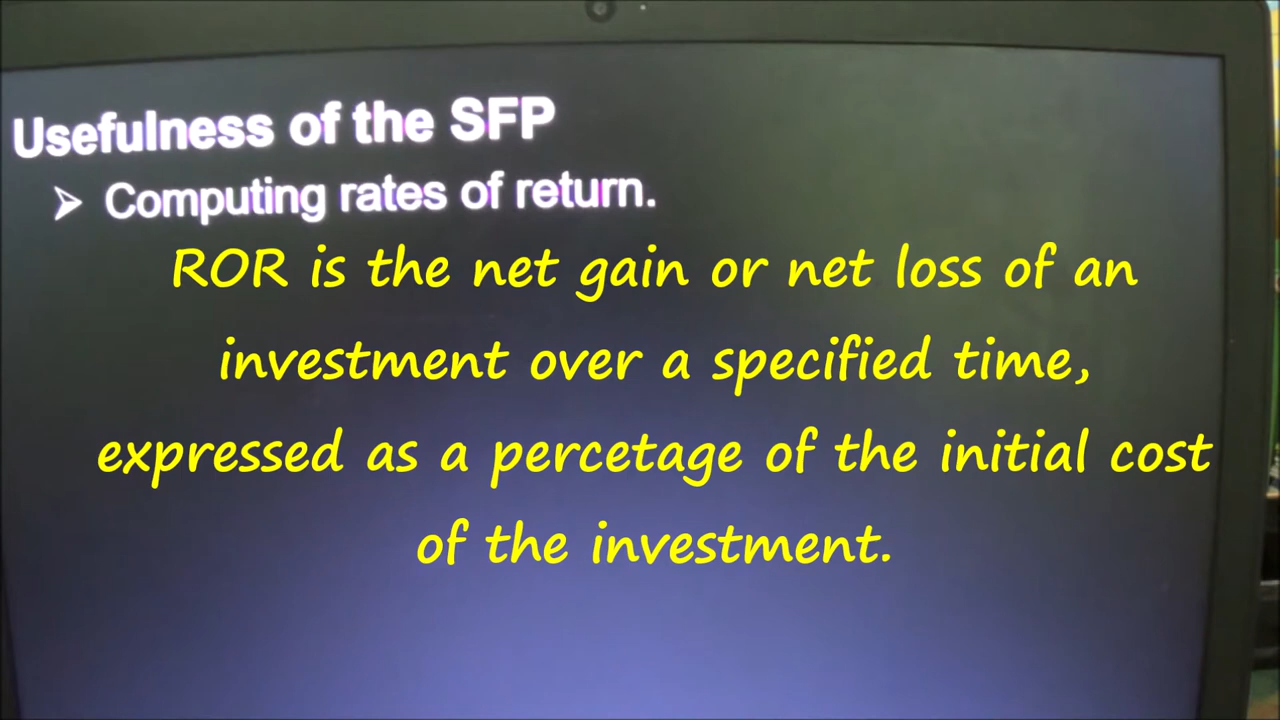 Usefulness of the SFP
➢ Computing rates of return.
ROR is the net gain or net loss of an
investment over a specified time,
expressed as a percetage of the initial cost
of the investment.